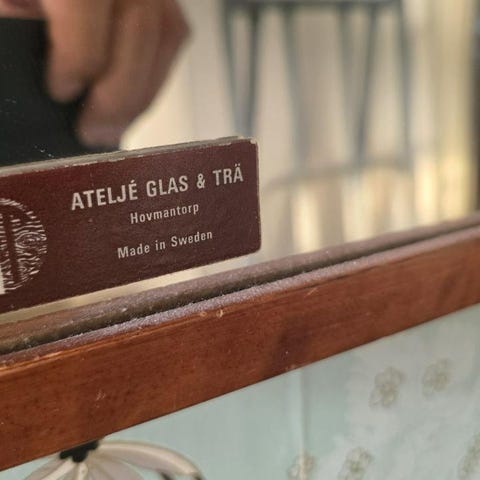 ATELJÉ GLAS & TRÄ
Hovmantorp
Made in Sweden